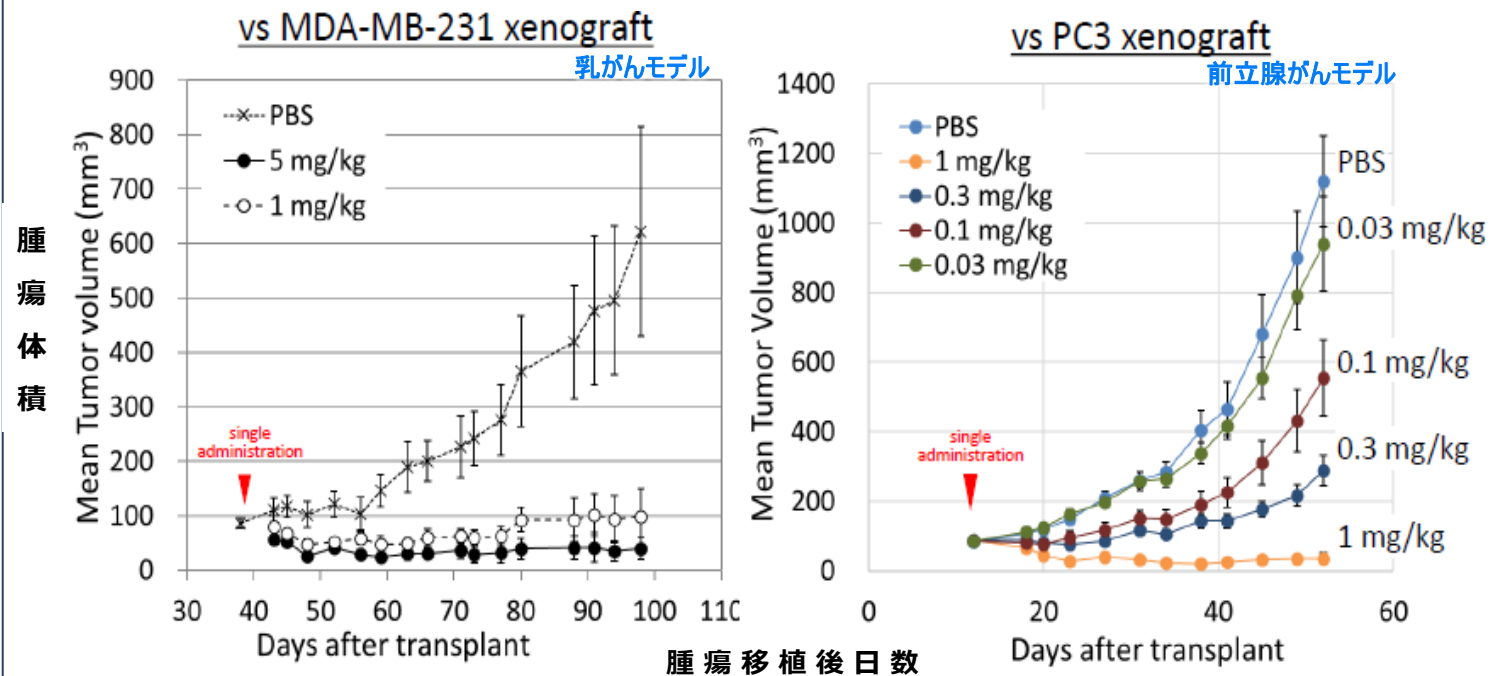 vs MDA-MB-231 xenograft
乳がんモデル
腫瘍体積
Mean Tumor volume (mm³)
900
800
700
600
500
400
300
200
100
0
PBS
5 mg/kg
1 mg/kg
single
administration
30
40
50
60
70
80
90
100
110
Days after transplant
vs PC3 xenograft
前立腺がんモデル
Mean Tumor Volume (mm³)
1400
1200
1000
800
600
400
200
0
PBS
1 mg/kg
0.3 mg/kg
0.1 mg/kg
0.03 mg/kg
single
administration
PBS
0.03 mg/kg
0.1 mg/kg
0.3 mg/kg
1 mg/kg
0
20
40
60
Days after transplant
腫瘍移植後日数